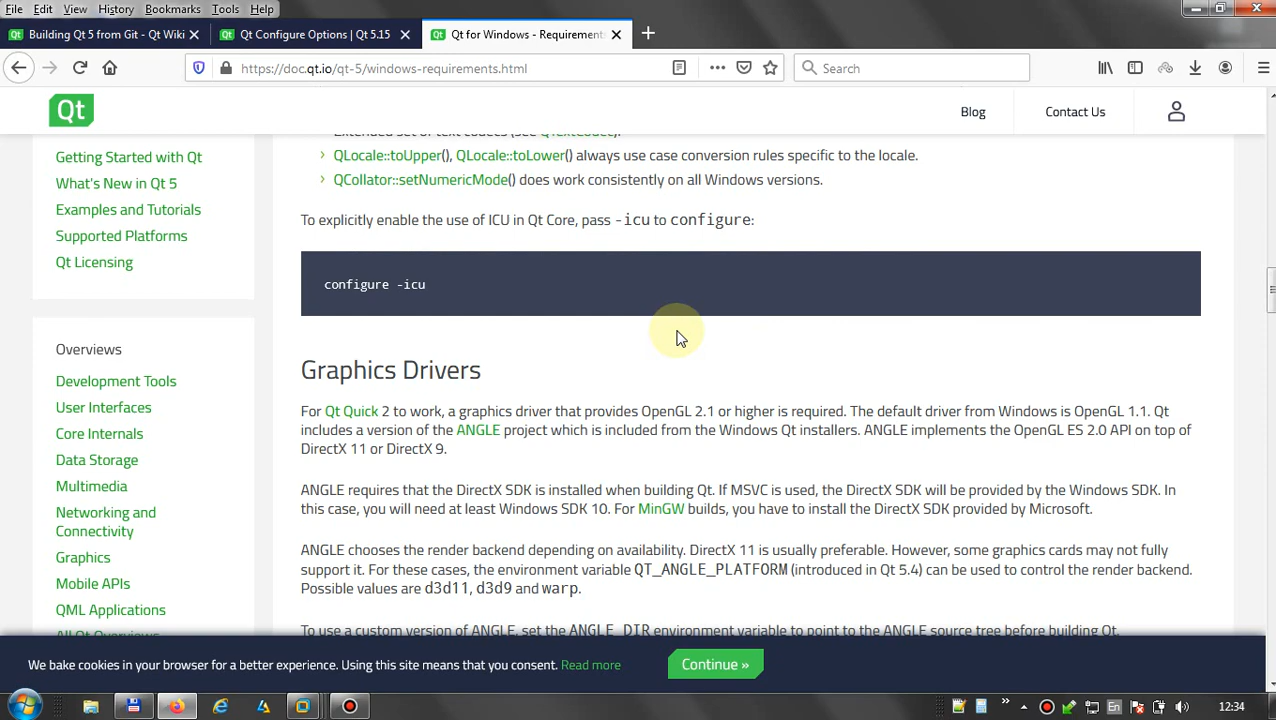 File Edit View History Bookmarks Tools Help
Qt Building Qt 5 from Git - Qt Wiki
Qt Qt Configure Options | Qt 5.15
Qt Qt for Windows - Requirements
https://doc.qt.io/qt-5/windows-requirements.html
Search
Qt
Blog
Contact Us
Getting Started with Qt
What's New in Qt 5
Examples and Tutorials
Supported Platforms
Qt Licensing
Overviews
Development Tools
User Interfaces
Core Internals
Data Storage
Multimedia
Networking and
Connectivity
Graphics
Mobile APIs
QML Applications
All Qt Overviews
Extended set of text codecs (see QTextCodec).
QLocale::toUpper(), QLocale::toLower() always use case conversion rules specific to the locale.
QCollator::setNumericMode() does work consistently on all Windows versions.
To explicitly enable the use of ICU in Qt Core, pass -icu to configure:
configure -icu
Graphics Drivers
For Qt Quick 2 to work, a graphics driver that provides OpenGL 2.1 or higher is required. The default driver from Windows is OpenGL 1.1. Qt
includes a version of the ANGLE project which is included from the Windows Qt installers. ANGLE implements the OpenGL ES 2.0 API on top of
DirectX 11 or DirectX 9.
ANGLE requires that the DirectX SDK is installed when building Qt. If MSVC is used, the DirectX SDK will be provided by the Windows SDK. In
this case, you will need at least Windows SDK 10. For MinGW builds, you have to install the DirectX SDK provided by Microsoft.
ANGLE chooses the render backend depending on availability. DirectX 11 is usually preferable. However, some graphics cards may not fully
support it. For these cases, the environment variable QT_ANGLE_PLATFORM (introduced in Qt 5.4) can be used to control the render backend.
Possible values are d3d11, d3d9 and warp.
To use a custom version of ANGLE, set the ANGLE_DIR environment variable to point to the ANGLE source tree before building Qt.
We bake cookies in your browser for a better experience. Using this site means that you consent. Read more
Continue »
En
12:34